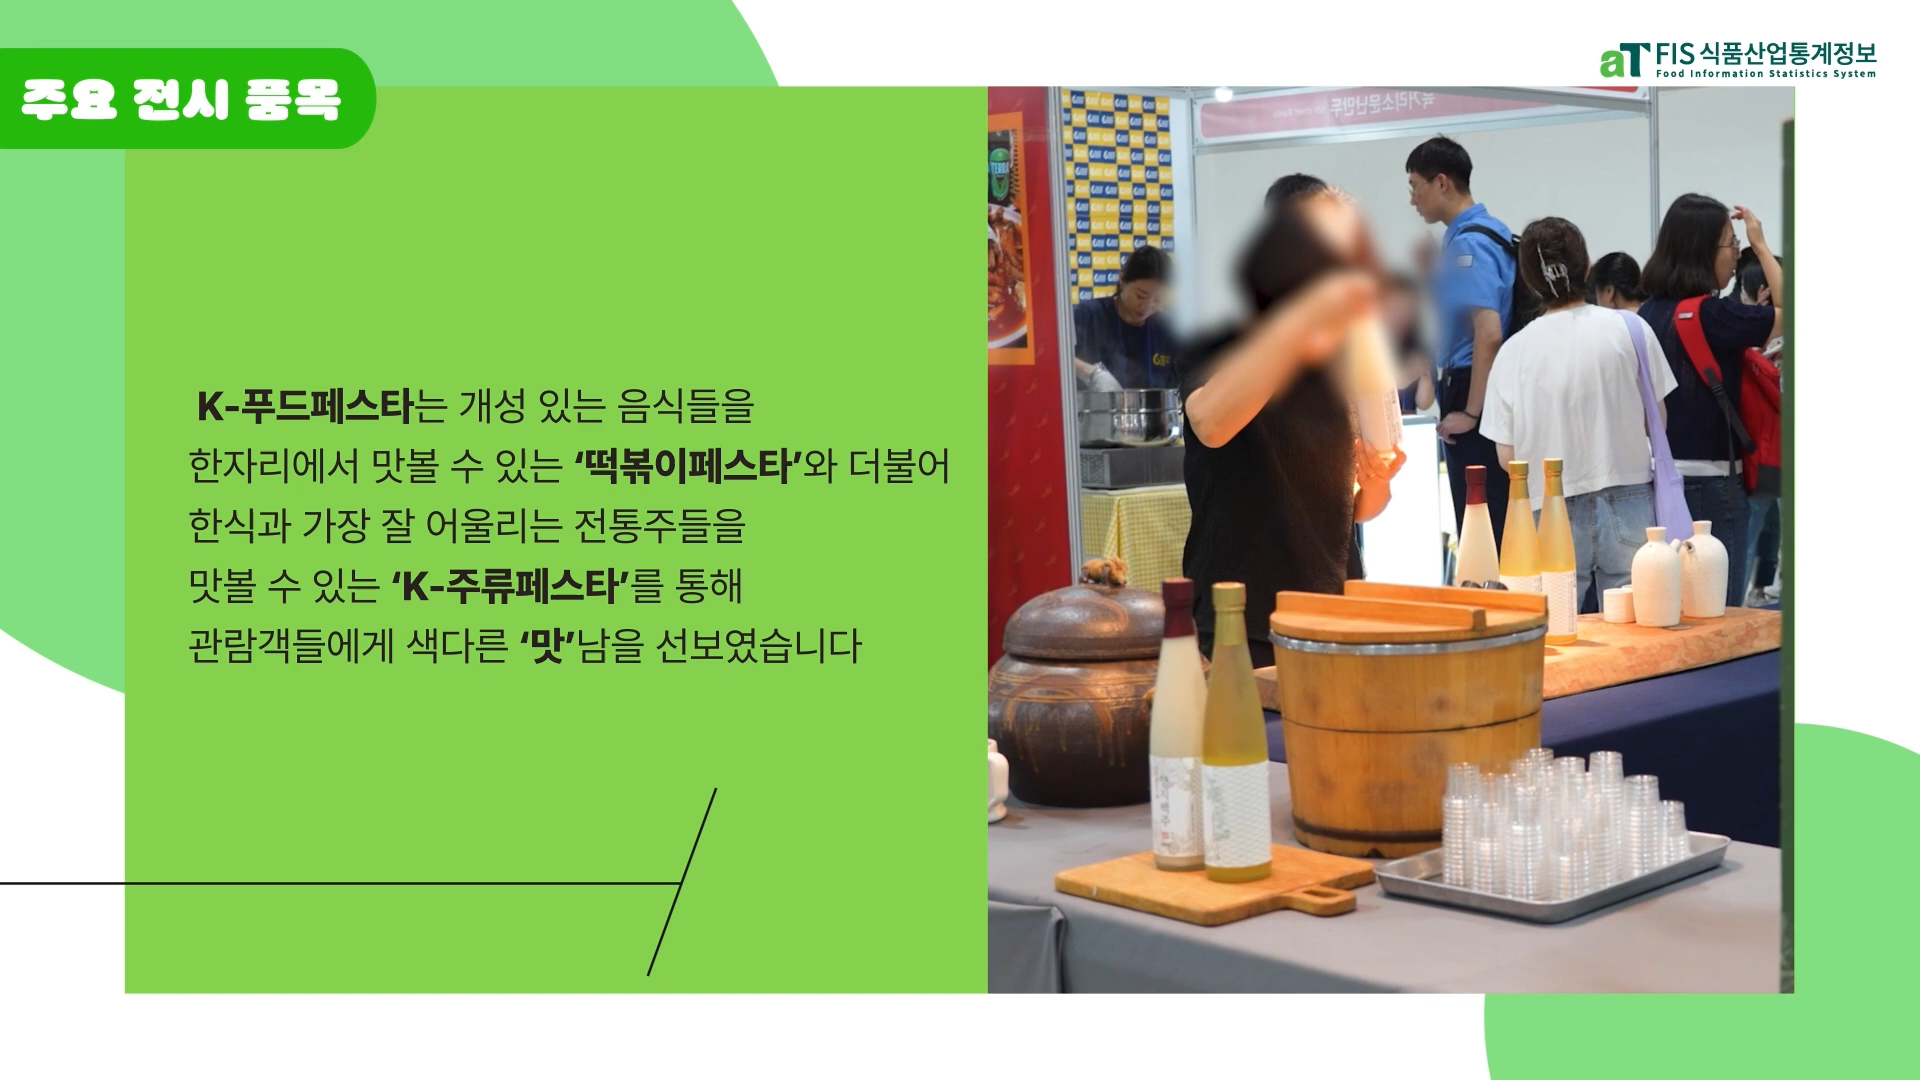 주요 전시 품목
aT FIS 식품산업통계정보
Food Information Statistics System
K-푸드페스타는 개성 있는 음식들을
한자리에서 맛볼 수 있는 ‘떡볶이페스타’와 더불어
한식과 가장 잘 어울리는 전통주들을
맛볼 수 있는 ‘K-주류페스타’를 통해
관람객들에게 색다른 ‘맛’남을 선보였습니다
TERRA